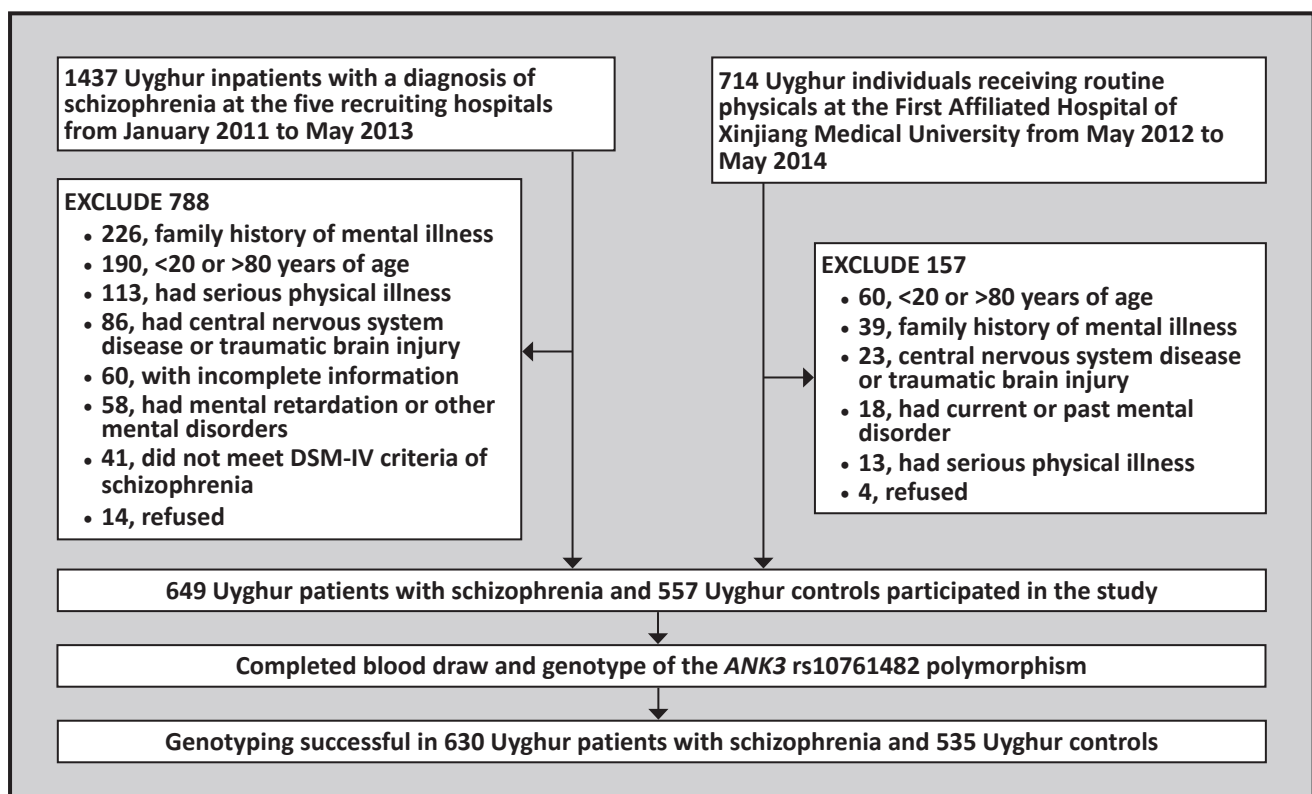 1437 Uyghur inpatients with a diagnosis of
schizophrenia at the five recruiting hospitals
from January 2011 to May 2013
714 Uyghur individuals receiving routine
physicals at the First Affiliated Hospital of
Xinjiang Medical University from May 2012 to
May 2014
EXCLUDE 788
• 226, family history of mental illness
• 190, <20 or >80 years of age
• 113, had serious physical illness
• 86, had central nervous system
disease or traumatic brain injury
• 60, with incomplete information
• 58, had mental retardation or other
mental disorders
• 41, did not meet DSM-IV criteria of
schizophrenia
• 14, refused
EXCLUDE 157
• 60, <20 or >80 years of age
• 39, family history of mental illness
• 23, central nervous system disease
or traumatic brain injury
• 18, had current or past mental
disorder
• 13, had serious physical illness
• 4, refused
649 Uyghur patients with schizophrenia and 557 Uyghur controls participated in the study
Completed blood draw and genotype of the ANK3 rs10761482 polymorphism
Genotyping successful in 630 Uyghur patients with schizophrenia and 535 Uyghur controls